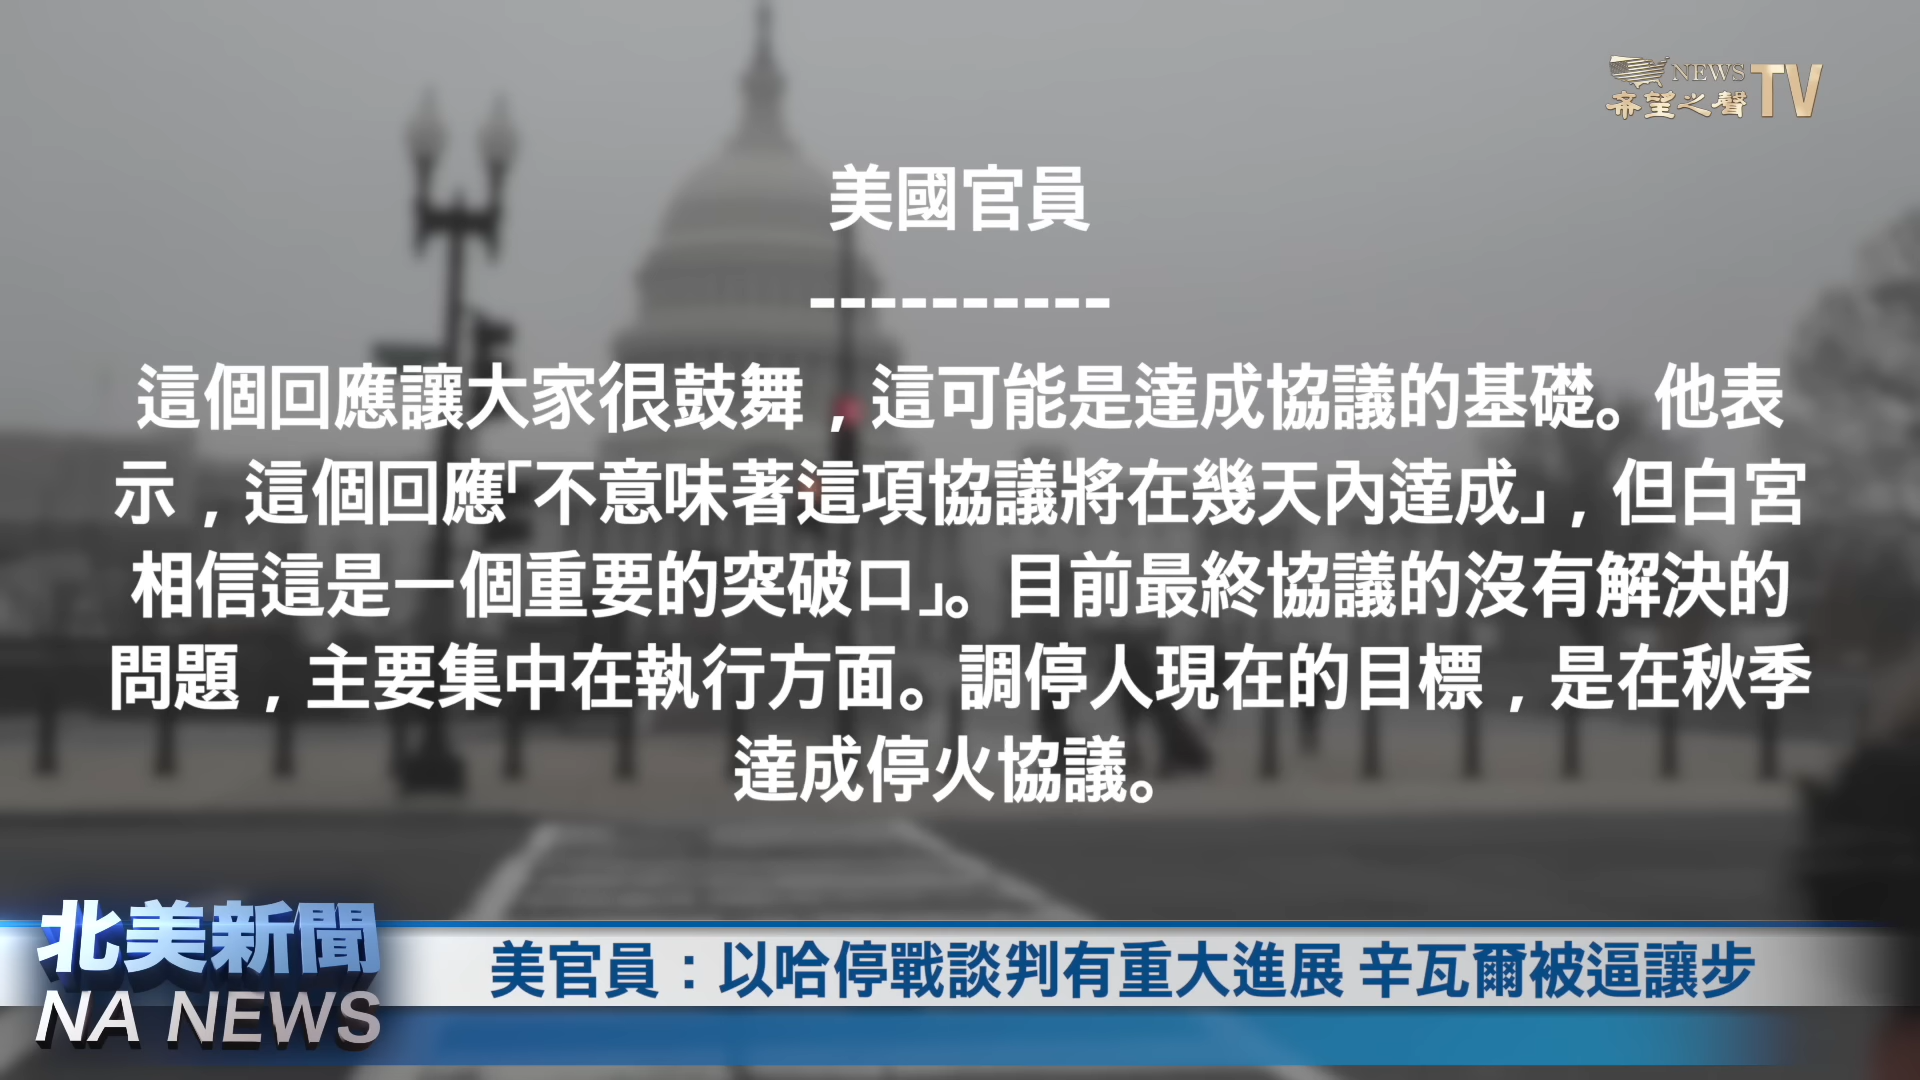 NEWS
希望之聲TV
美國官員
----------
這個回應讓大家很鼓舞，這可能是達成協議的基礎。他表
示，這個回應「不意味著這項協議將在幾天內達成」，但白宮
相信這是一個重要的突破口」。目前最終協議的沒有解決的
問題，主要集中在執行方面。調停人現在的目標，是在秋季
達成停火協議。
北美新聞
NA NEWS
美官員：以哈停戰談判有重大進展 辛瓦爾被逼讓步